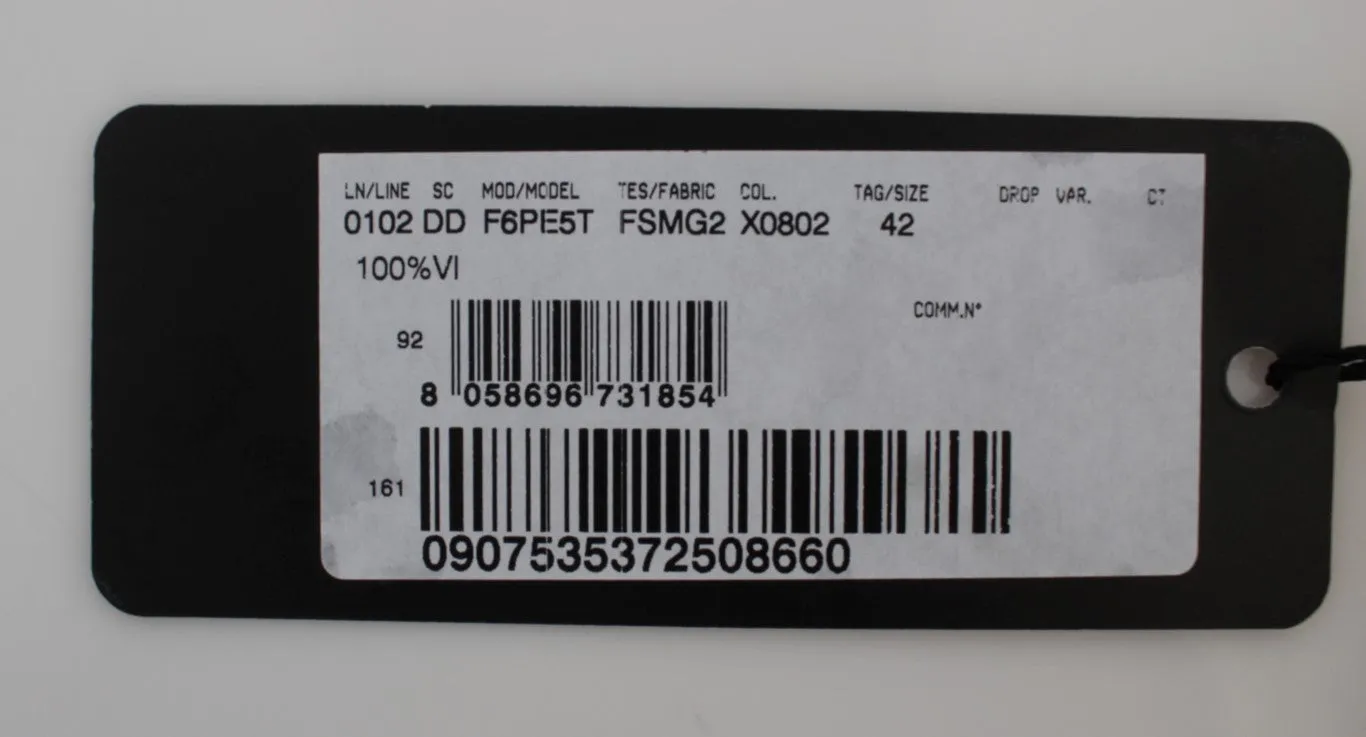 LN/LINE SC MOD/MODEL TES/FABRIC COL. TAG/SIZE DROP VAR. CT
0102 DD F6PE5T FSMG2 X0802 42
100%VI
COMM.N°
92
8 058696 731854
161
0907535372508660